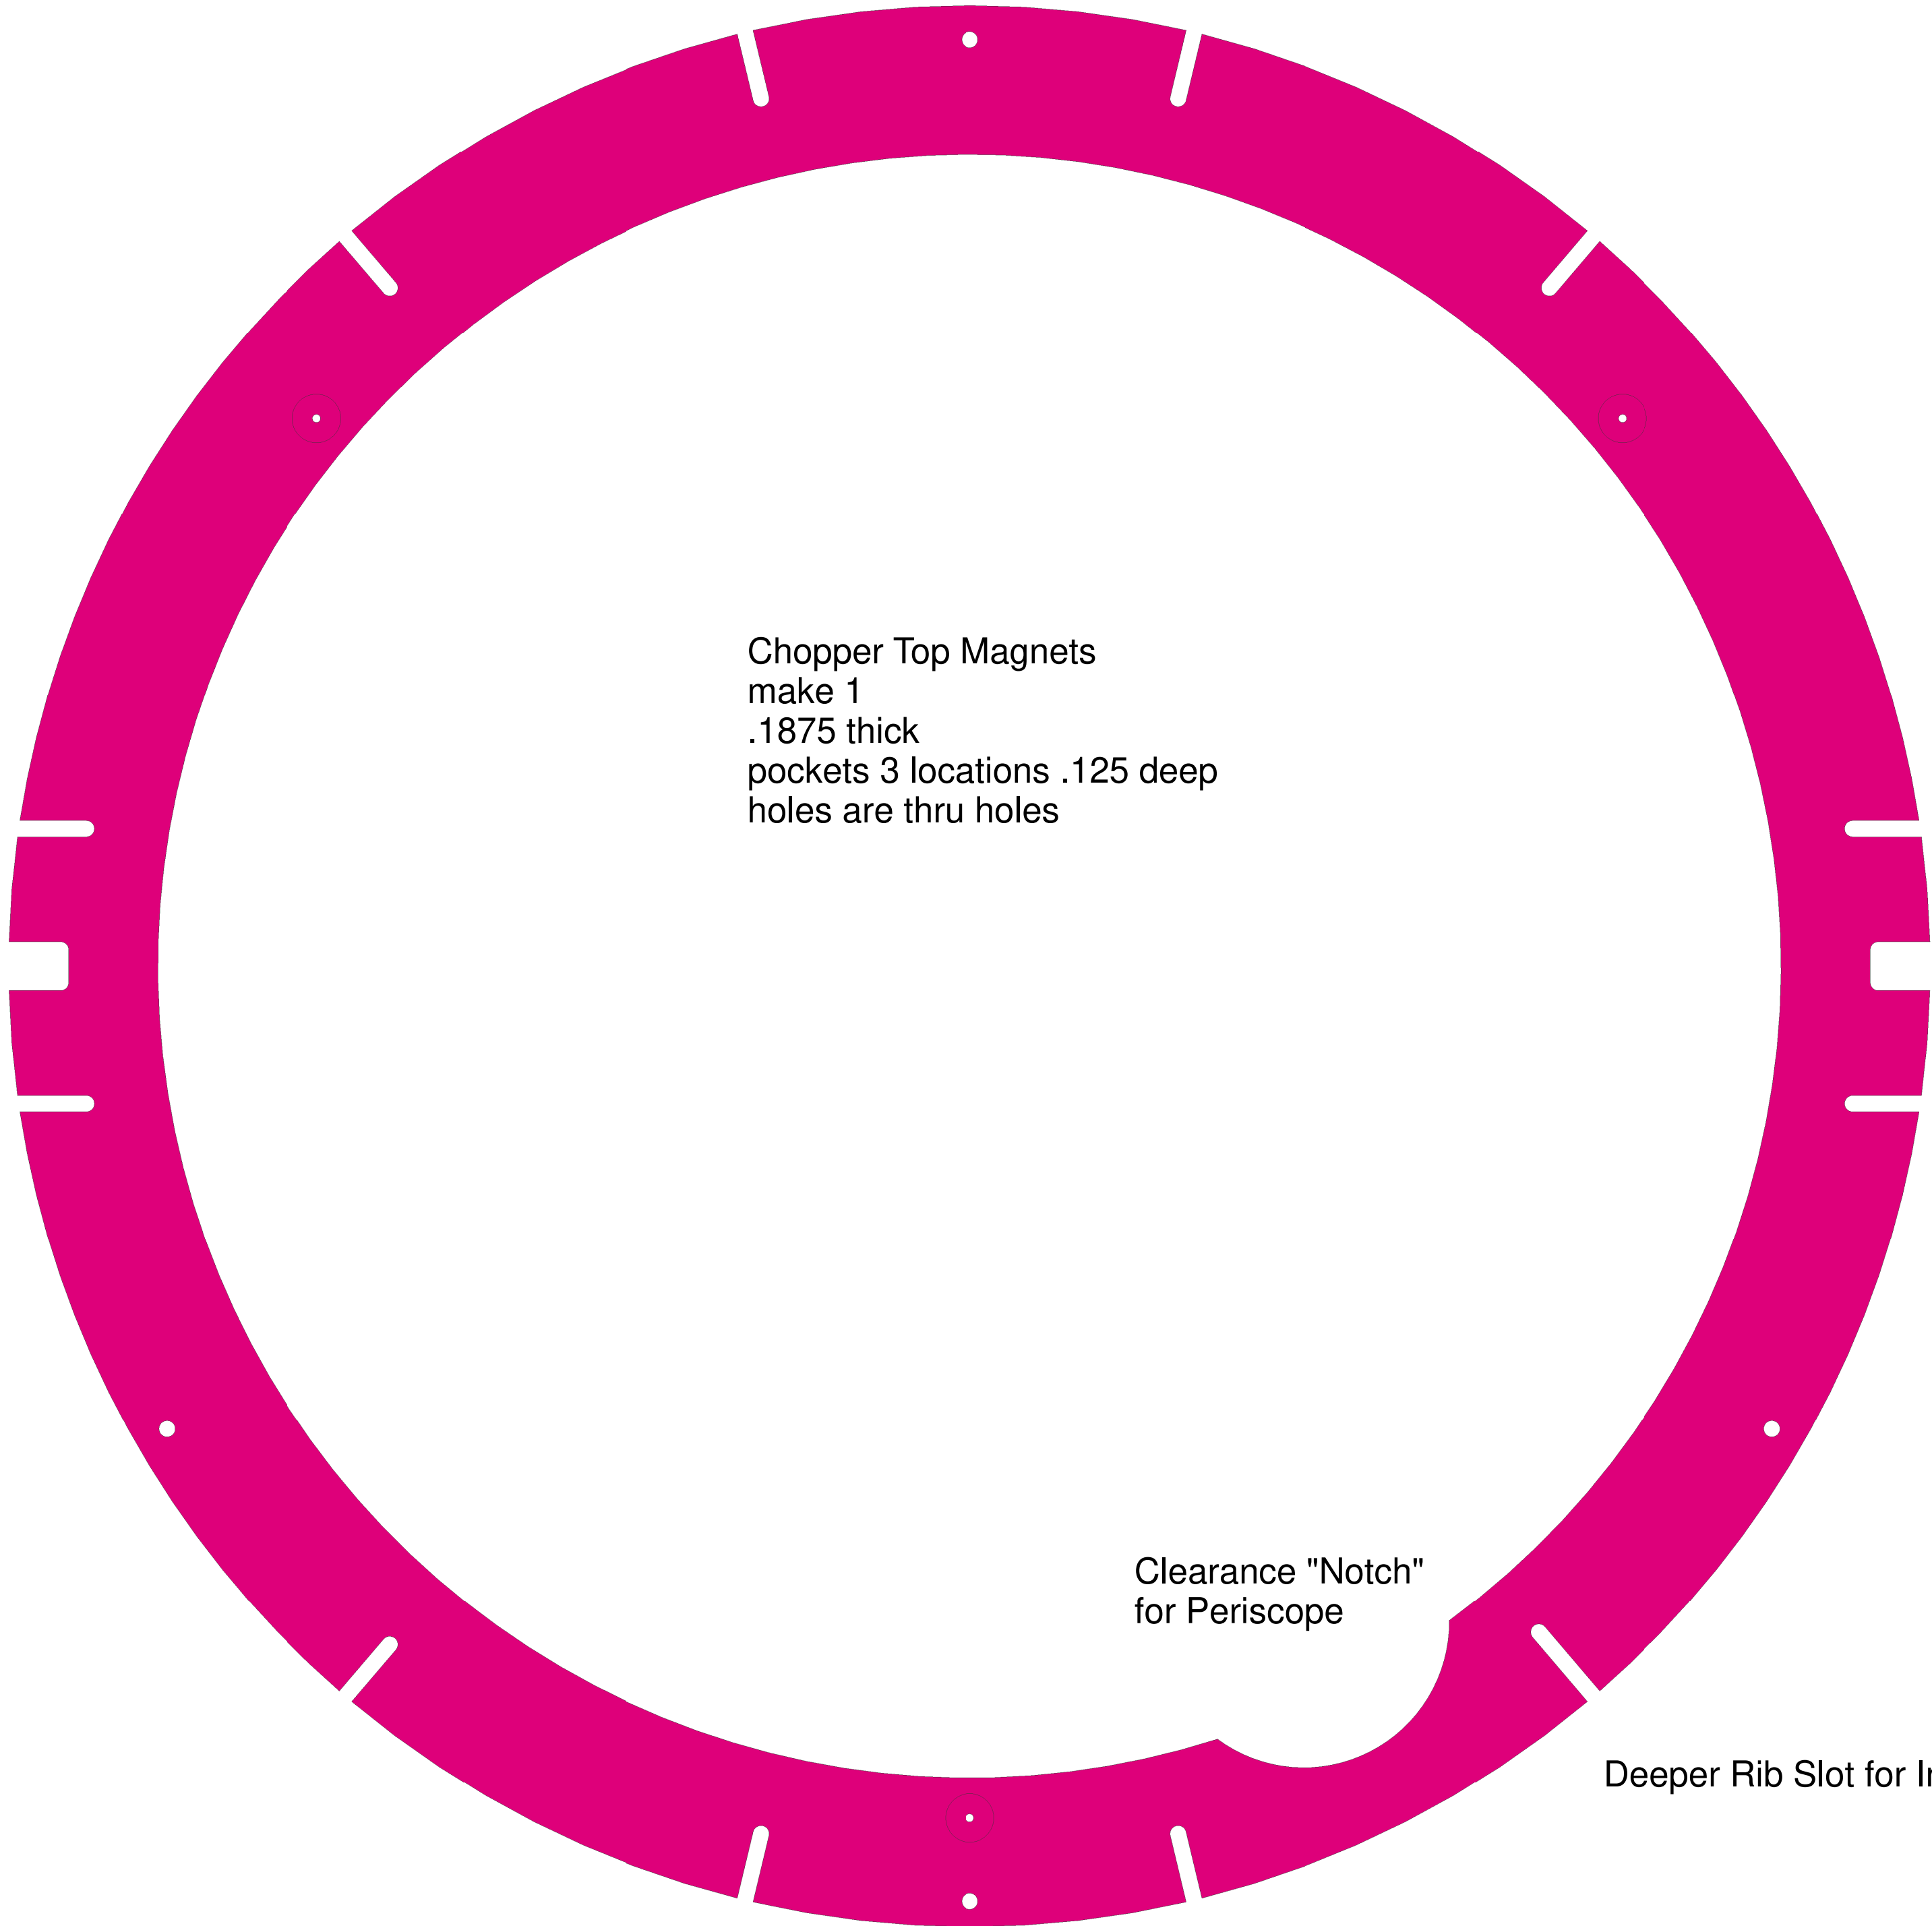 Chopper Top Magnets
make 1
.1875 thick
pockets 3 locations .125 deep
holes are thru holes
Clearance "Notch"
for Periscope
Deeper Rib Slot for